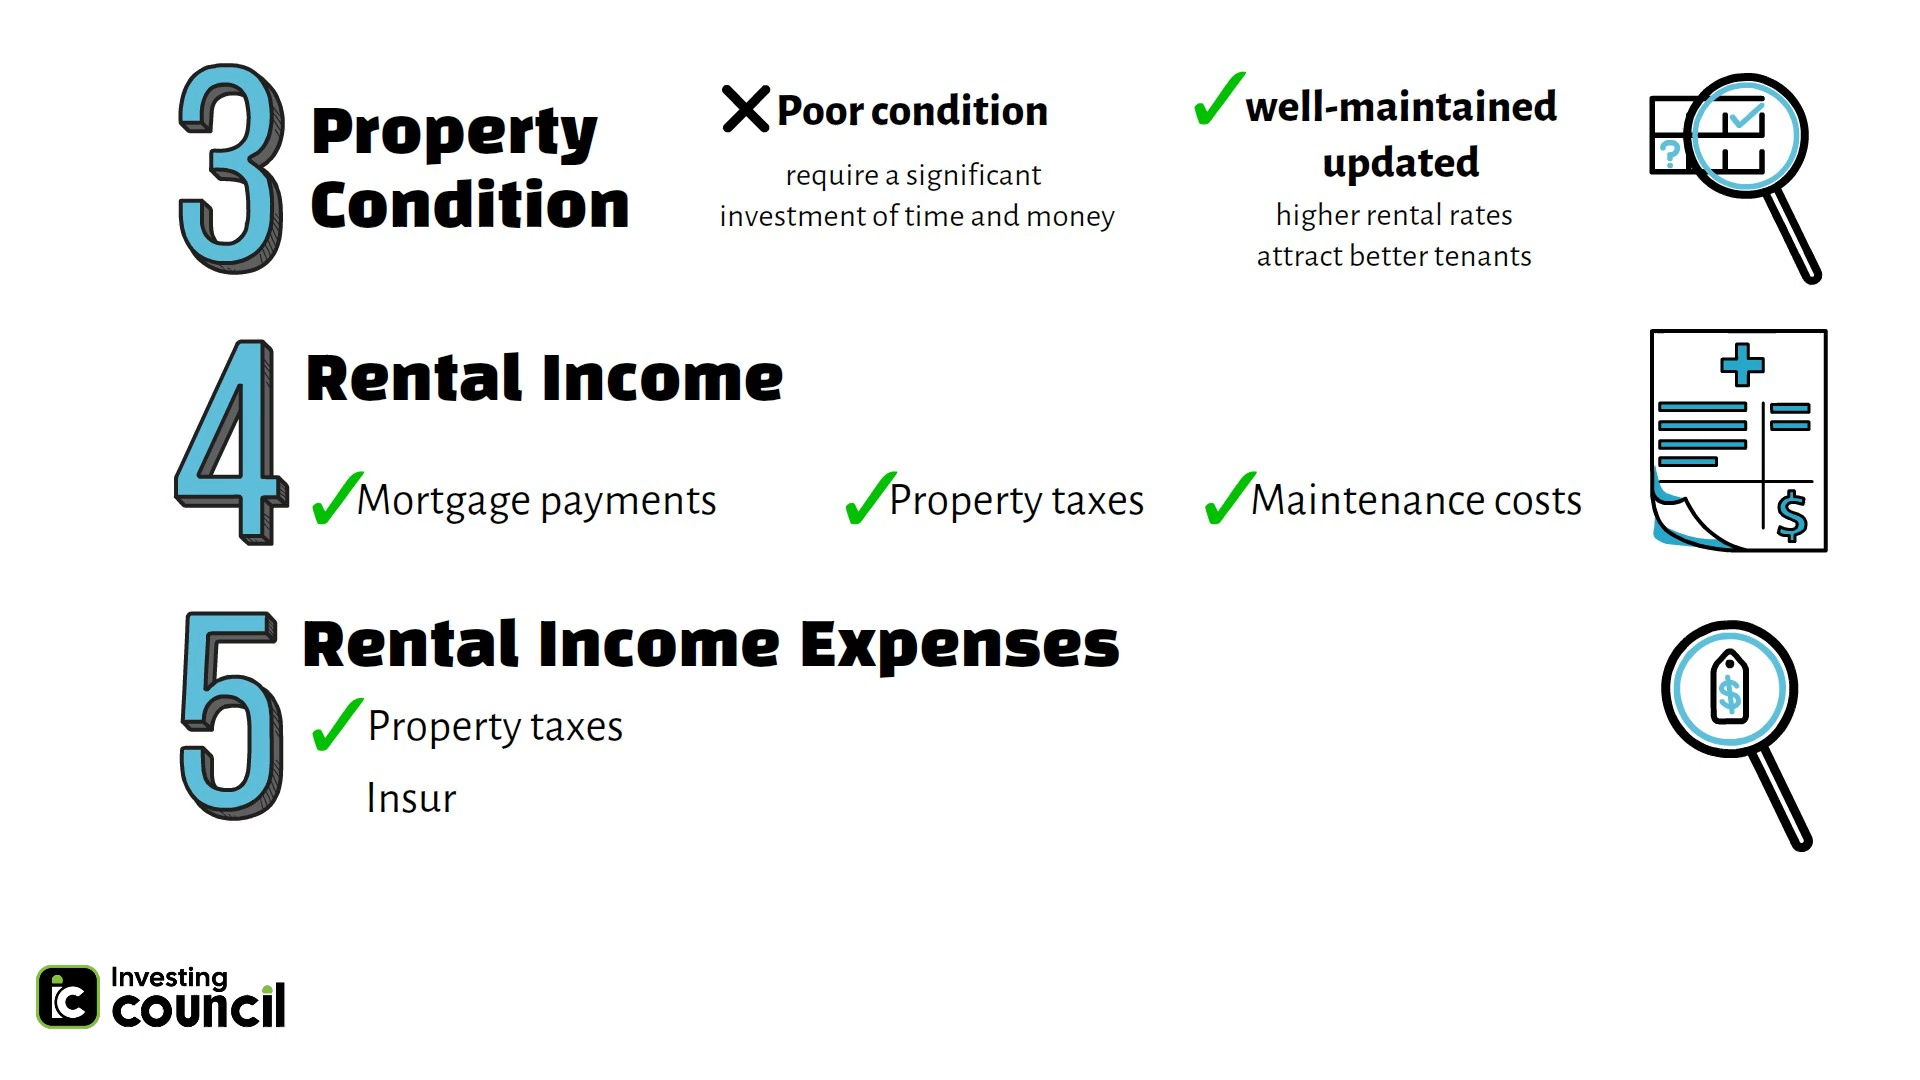 3
Property
Condition
Poor condition
require a significant
investment of time and money
well-maintained
updated
higher rental rates
attract better tenants
?
4
Rental Income
Mortgage payments
Property taxes
Maintenance costs
$
5
Rental Income Expenses
Property taxes
Insur
$
ic
Investing
council